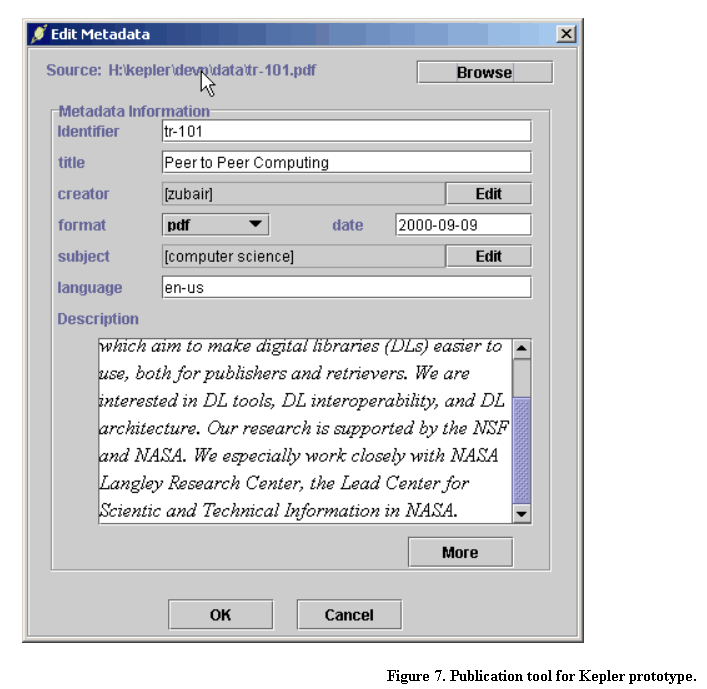 Edit Metadata
Source: H:\kepler\devn\data\tr-101.pdf
Browse
Metadata Information
Identifier tr-101
title Peer to Peer Computing
creator [zubair] Edit
format pdf date 2000-09-09
subject [computer science] Edit
language en-us
Description
which aim to make digital libraries (DLs) easier to
use, both for publishers and retrievers. We are
interested in DL tools, DL interoperability, and DL
architecture. Our research is supported by the NSF
and NASA. We especially work closely with NASA
Langley Research Center, the Lead Center for
Scientic and Technical Information in NASA.
More
OK Cancel
Figure 7. Publication tool for Kepler prototype.